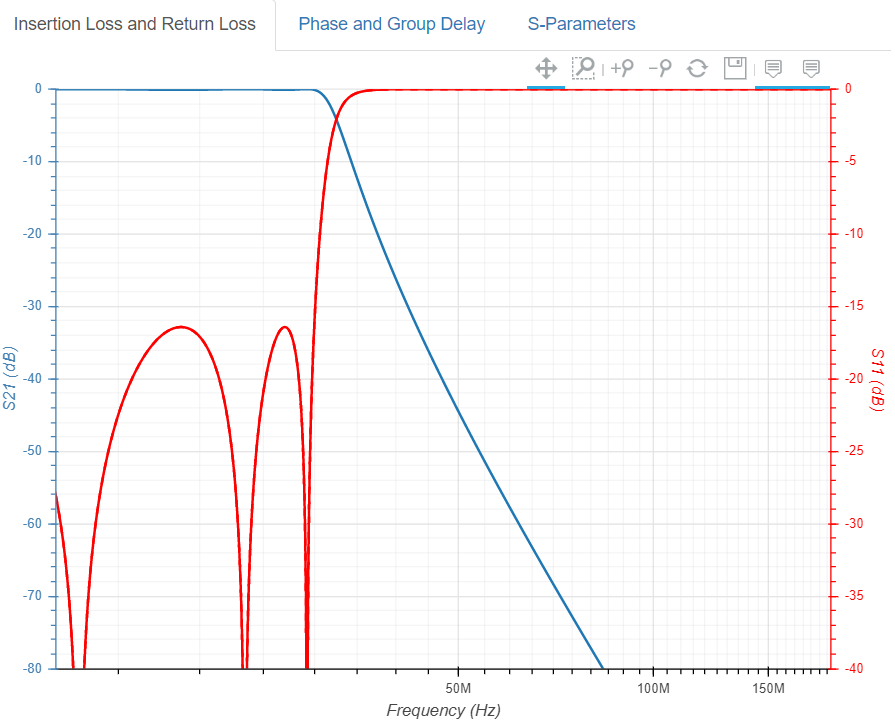 Insertion Loss and Return Loss Phase and Group Delay S-Parameters
0 0
-10 -5
-20 -10
-30 -15
-40 -20
-50 -25
-60 -30
-70 -35
-80 -40
S21 (dB)
S11 (dB)
50M 100M 150M
Frequency (Hz)